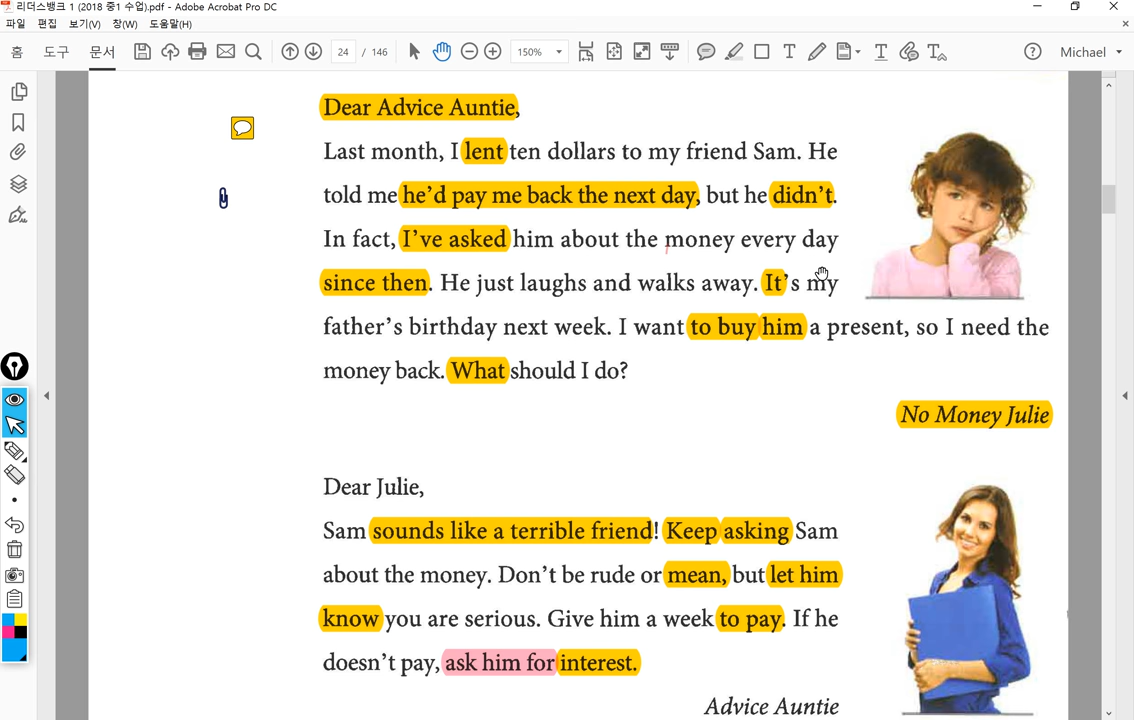 리더스뱅크 1 (2018 중1 수업).pdf - Adobe Acrobat Pro DC
파일 편집 보기(V) 창(W) 도움말(H)
홈 도구 문서 24 / 146 150% Michael
Dear Advice Auntie,
Last month, I lent ten dollars to my friend Sam. He
told me he’d pay me back the next day, but he didn’t.
In fact, I’ve asked him about the money every day
since then. He just laughs and walks away. It’s my
father’s birthday next week. I want to buy him a present, so I need the
money back. What should I do?
No Money Julie
Dear Julie,
Sam sounds like a terrible friend! Keep asking Sam
about the money. Don’t be rude or mean, but let him
know you are serious. Give him a week to pay. If he
doesn’t pay, ask him for interest.
Advice Auntie